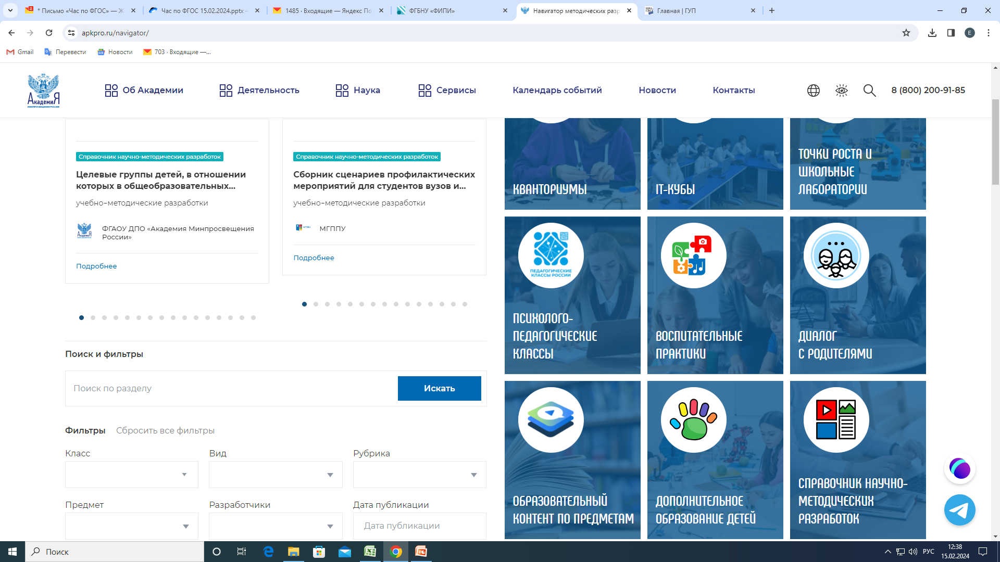 * Письмо «Час по ФГОС» — Ж
Час по ФГОС 15.02.2024.pptx –
1485 · Входящие — Яндекс По
ФГБНУ «ФИПИ»
Навигатор методических разр
Главная | ГУП
apkpro.ru/navigator/
E
Gmail
Перевести
Новости
703 · Входящие —...
АкадемиЯ
МИНПРОСВЕЩЕНИЯ РОССИИ
Об Академии
Деятельность
Наука
Сервисы
Календарь событий
Новости
Контакты
8 (800) 200-91-85
Справочник научно-методических разработок
Целевые группы детей, в отношении
которых в общеобразовательных...
учебно-методические разработки
АкадемиЯ
ФГАОУ ДПО «Академия Минпросвещения
России»
Подробнее
Справочник научно-методических разработок
Сборник сценариев профилактических
мероприятий для студентов вузов и...
учебно-методические разработки
МГППУ
Подробнее
Поиск и фильтры
Поиск по разделу
Искать
Фильтры
Сбросить все фильтры
Класс
Вид
Рубрика
Предмет
Разработчики
Дата публикации
Дата публикации
КВАНТОРИУМЫ
IT-КУБЫ
ТОЧКИ РОСТА И
ШКОЛЬНЫЕ
ЛАБОРАТОРИИ
ПЕДАГОГИЧЕСКИЕ
КЛАССЫ РОССИИ
ПСИХОЛОГО-
ПЕДАГОГИЧЕСКИЕ
КЛАССЫ
ВОСПИТАТЕЛЬНЫЕ
ПРАКТИКИ
ДИАЛОГ
С РОДИТЕЛЯМИ
ОБРАЗОВАТЕЛЬНЫЙ
КОНТЕНТ ПО ПРЕДМЕТАМ
ДОПОЛНИТЕЛЬНОЕ
ОБРАЗОВАНИЕ ДЕТЕЙ
СПРАВОЧНИК НАУЧНО-
МЕТОДИЧЕСКИХ
РАЗРАБОТОК
Поиск
РУС
12:38
15.02.2024